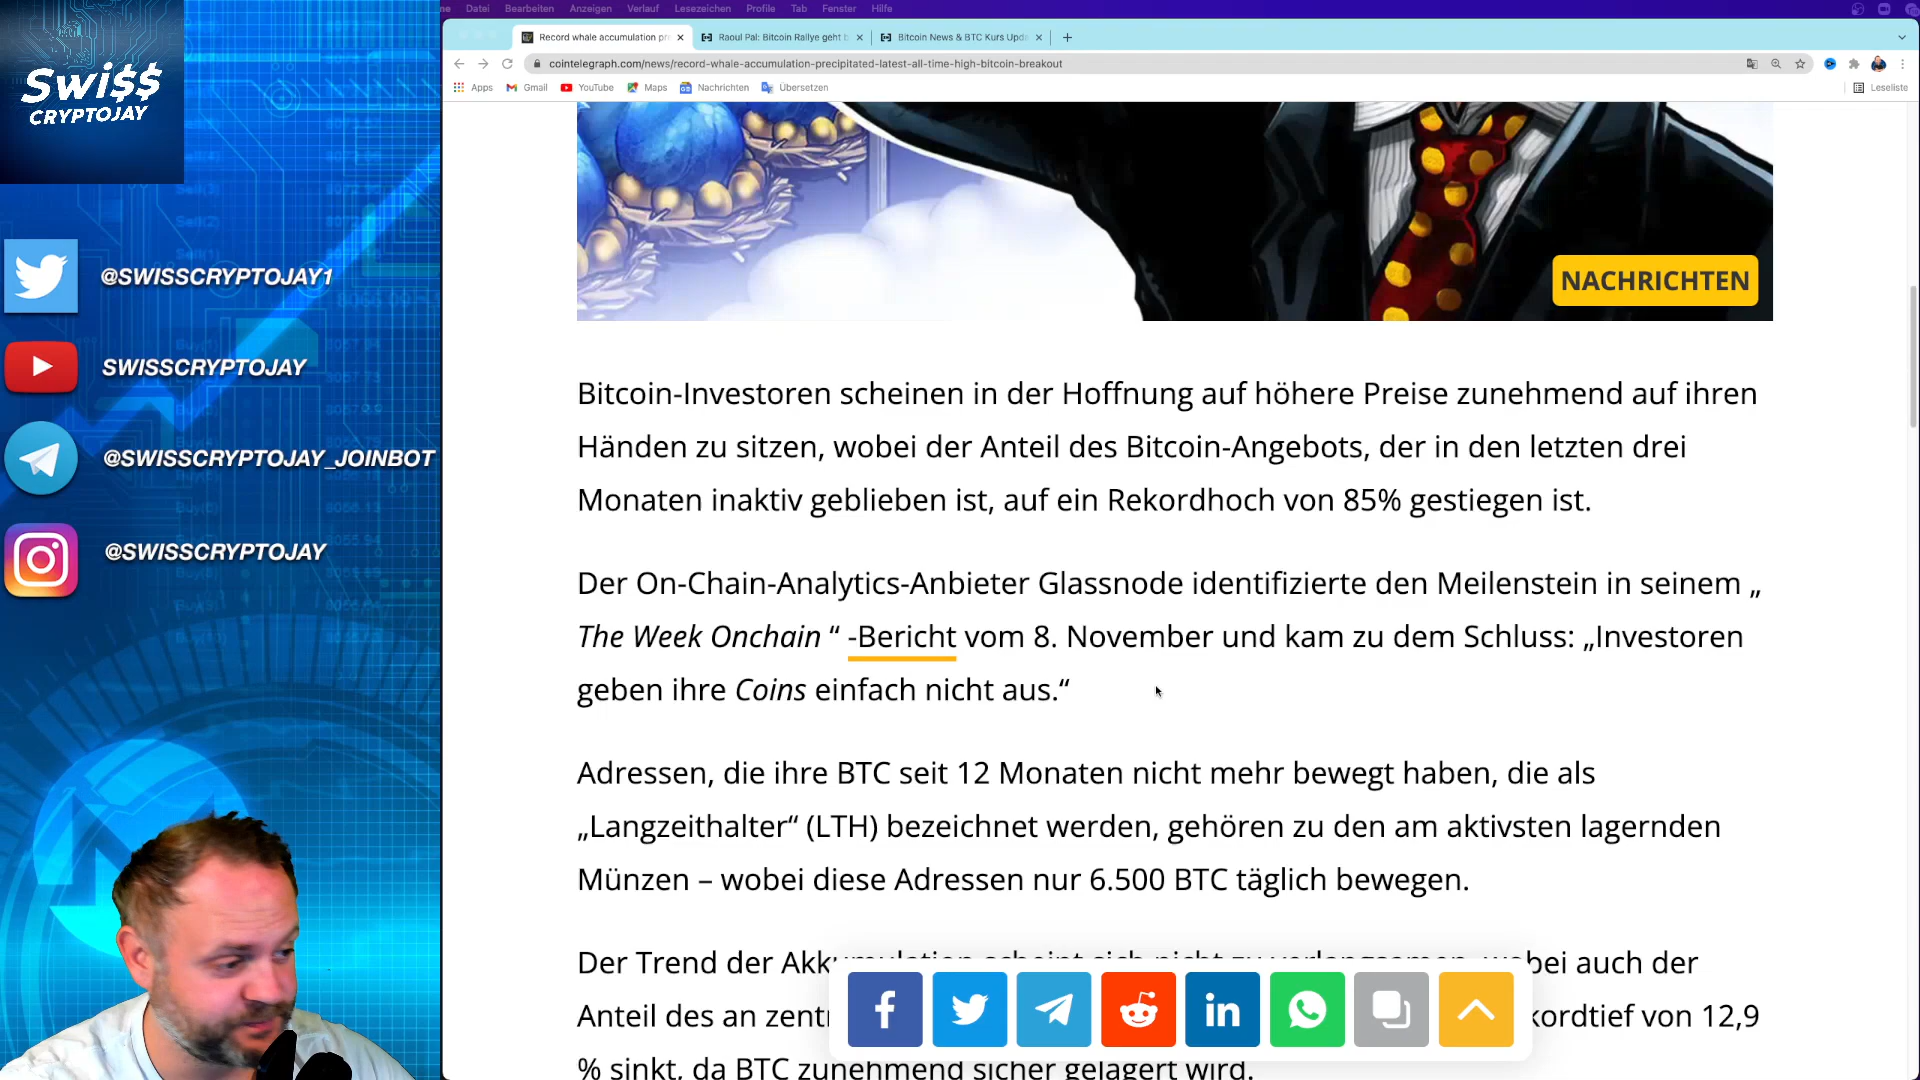 Datei Bearbeiten Anzeigen Verlauf Lesezeichen Profile Tab Fenster Hilfe
Record whale accumulation pr
Raoul Pal: Bitcoin Rallye geht
Bitcoin News & BTC Kurs Upd
cointelegraph.com/news/record-whale-accumulation-precipitated-latest-all-time-high-bitcoin-breakout
Apps Gmail YouTube Maps Nachrichten Übersetzen Leseliste
Swi$$
CRYPTOJAY
@SWISSCRYPTOJAY1
SWISSCRYPTOJAY
@SWISSCRYPTOJAY_JOINBOT
@SWISSCRYPTOJAY
NACHRICHTEN
Bitcoin-Investoren scheinen in der Hoffnung auf höhere Preise zunehmend auf ihren
Händen zu sitzen, wobei der Anteil des Bitcoin-Angebots, der in den letzten drei
Monaten inaktiv geblieben ist, auf ein Rekordhoch von 85% gestiegen ist.
Der On-Chain-Analytics-Anbieter Glassnode identifizierte den Meilenstein in seinem „
The Week Onchain “ -Bericht vom 8. November und kam zu dem Schluss: „Investoren
geben ihre Coins einfach nicht aus.“
Adressen, die ihre BTC seit 12 Monaten nicht mehr bewegt haben, die als
„Langzeithalter“ (LTH) bezeichnet werden, gehören zu den am aktivsten lagernden
Münzen – wobei diese Adressen nur 6.500 BTC täglich bewegen.
Der Trend der Akkumulation scheint sich nicht zu verlangsamen, wobei auch der
Anteil des an zentr kordtief von 12,9
% sinkt, da BTC zunehmend sicher gelagert wird.